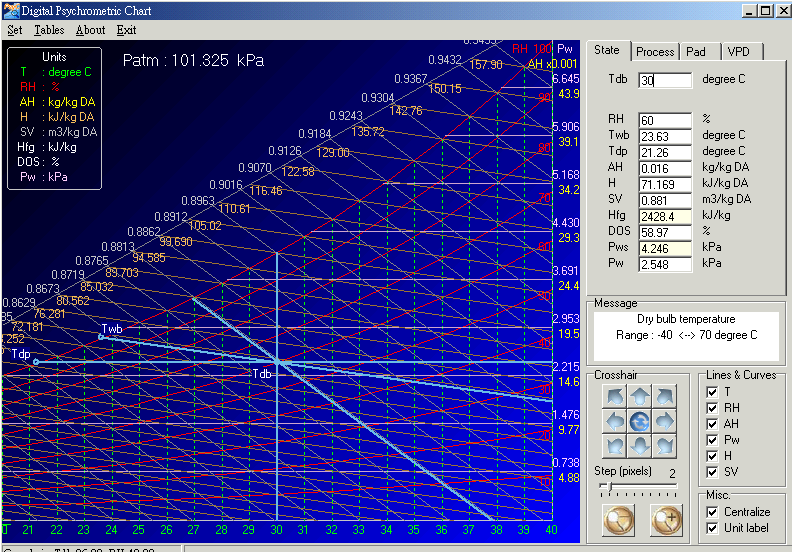 Digital Psychrometric Chart
Set Tables About Exit
Units
T : degree C
RH : %
AH : kg/kg DA
H : kJ/kg DA
SV : m3/kg DA
Hfg : kJ/kg
DOS : %
Pw : kPa
Patm : 101.325 kPa
RH 100
Pw
AH x0.001
0.9432
157.90
0.9367
150.15
0.9304
142.76
0.9243
135.72
0.9184
129.00
0.9126
122.58
0.9070
116.46
0.9016
110.61
0.8963
105.02
0.8912
99.690
0.8862
94.585
0.8813
89.703
0.8765
85.032
0.8719
80.562
0.8673
76.281
0.8629
72.181
6.645
43.9
5.906
39.1
5.168
34.2
4.430
29.3
3.691
24.4
2.953
19.5
2.215
14.6
1.476
9.77
0.738
4.88
Twb
Tdp
Tdb
T 21 22 23 24 25 26 27 28 29 30 31 32 33 34 35 36 37 38 39 40
State Process Pad VPD
Tdb 30 degree C
RH 60 %
Twb 23.63 degree C
Tdp 21.26 degree C
AH 0.016 kg/kg DA
H 71.169 kJ/kg DA
SV 0.881 m3/kg DA
Hfg 2428.4 kJ/kg
DOS 58.97 %
Pws 4.246 kPa
Pw 2.548 kPa
Message
Dry bulb temperature
Range : -40 <--> 70 degree C
Crosshair
Step (pixels) 2
Lines & Curves
T
RH
AH
Pw
H
SV
Misc.
Centralize
Unit label